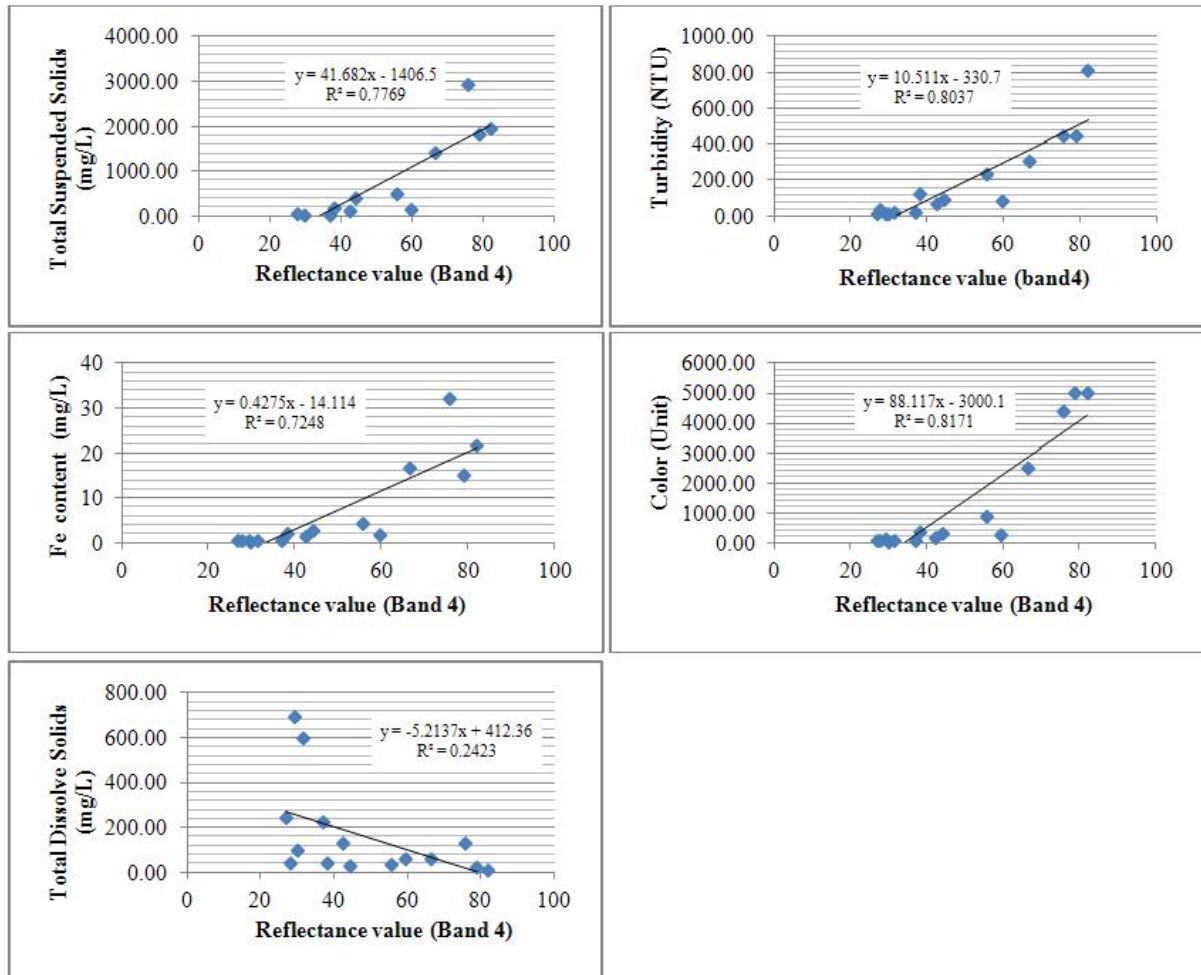 Total Suspended Solids
(mg/L)
4000.00
3000.00
2000.00
1000.00
0.00
y = 41.682x - 1406.5
R² = 0.7769
0 20 40 60 80 100
Reflectance value (Band 4)
Turbidity (NTU)
1000.00
800.00
600.00
400.00
200.00
0.00
y = 10.511x - 330.7
R² = 0.8037
0 20 40 60 80 100
Reflectance value (band4)
Fe content (mg/L)
40
30
20
10
0
y = 0.4275x - 14.114
R² = 0.7248
0 20 40 60 80 100
Reflectance value (Band 4)
Color (Unit)
6000.00
5000.00
4000.00
3000.00
2000.00
1000.00
0.00
y = 88.117x - 3000.1
R² = 0.8171
0 20 40 60 80 100
Reflectance value (Band 4)
Total Dissolve Solids
(mg/L)
800.00
600.00
400.00
200.00
0.00
y = -5.2137x + 412.36
R² = 0.2423
0 20 40 60 80 100
Reflectance value (Band 4)